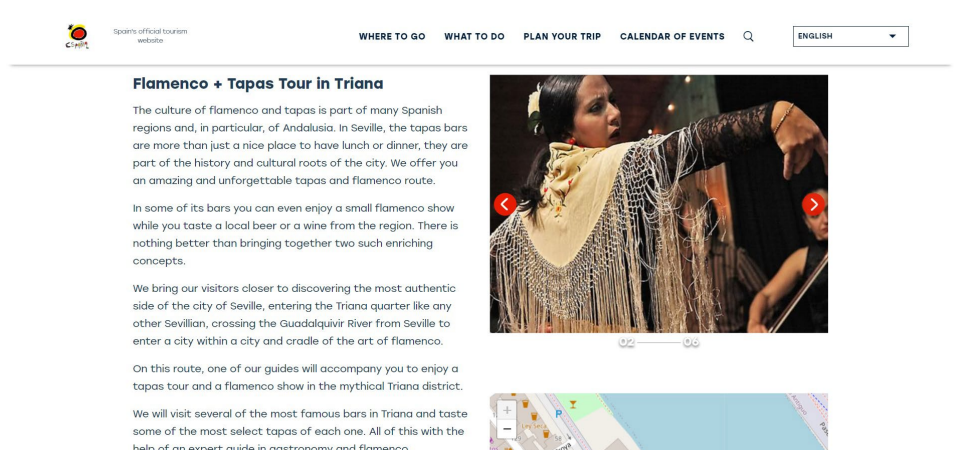 Spain's official tourism
website
WHERE TO GO
WHAT TO DO
PLAN YOUR TRIP
CALENDAR OF EVENTS
ENGLISH
Flamenco + Tapas Tour in Triana
The culture of flamenco and tapas is part of many Spanish
regions and, in particular, of Andalusia. In Seville, the tapas bars
are more than just a nice place to have lunch or dinner, they are
part of the history and cultural roots of the city. We offer you
an amazing and unforgettable tapas and flamenco route.
In some of its bars you can even enjoy a small flamenco show
while you taste a local beer or a wine from the region. There is
nothing better than bringing together two such enriching
concepts.
We bring our visitors closer to discovering the most authentic
side of the city of Seville, entering the Triana quarter like any
other Sevillian, crossing the Guadalquivir River from Seville to
enter a city within a city and cradle of the art of flamenco.
On this route, one of our guides will accompany you to enjoy a
tapas tour and a flamenco show in the mythical Triana district.
We will visit several of the most famous bars in Triana and taste
some of the most select tapas of each one. All of this with the
help of an expert guide in gastronomy and flamenco.
02
06
+
−
P